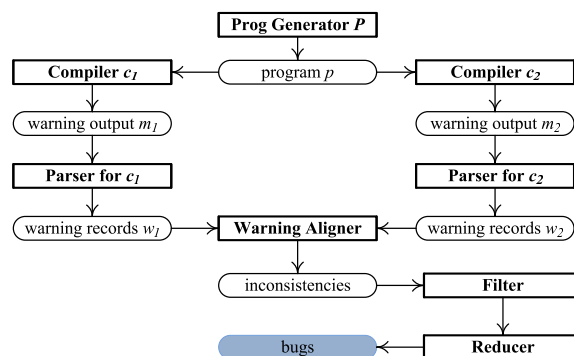 Prog Generator P
Compiler c1 program p Compiler c2
warning output m1 warning output m2
Parser for c1 Parser for c2
warning records w1 Warning Aligner warning records w2
inconsistencies Filter
bugs Reducer